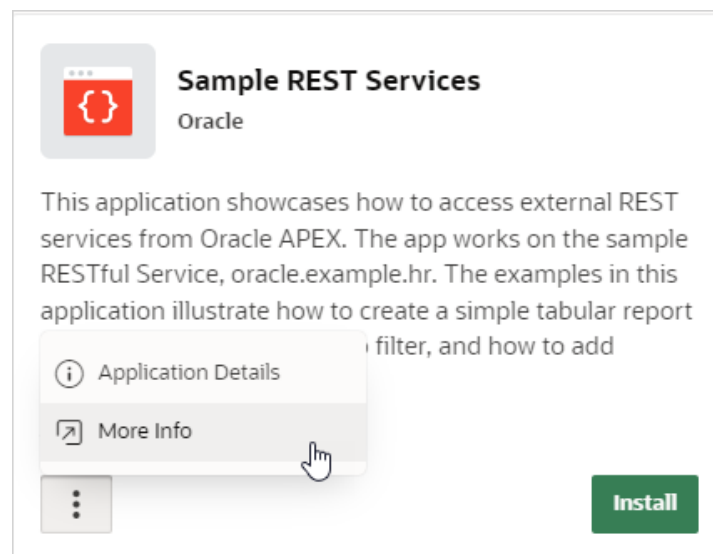 {}
Sample REST Services
Oracle
This application showcases how to access external REST
services from Oracle APEX. The app works on the sample
RESTful Service, oracle.example.hr. The examples in this
application illustrate how to create a simple tabular report
filter, and how to add
Application Details
More Info
Install